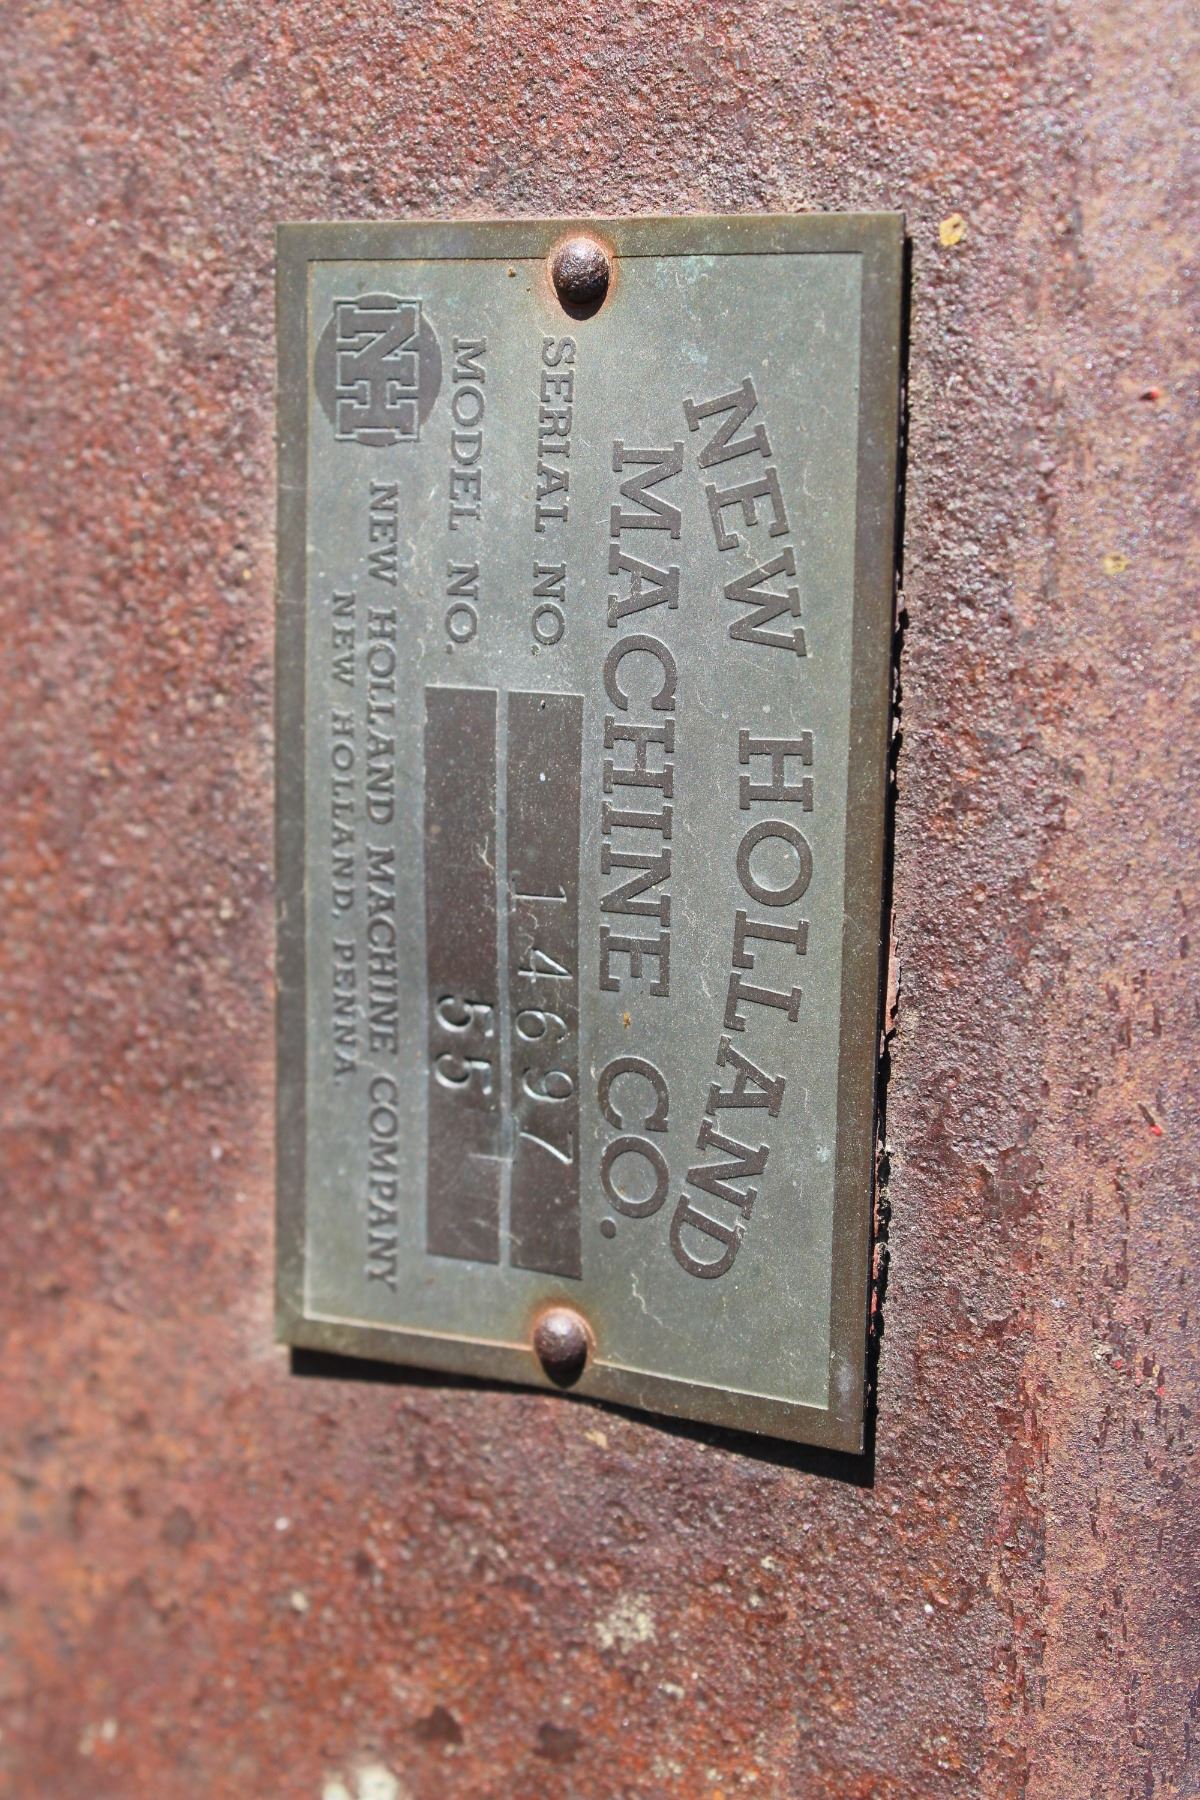 NEW HOLLAND
MACHINE CO.
SERIAL NO. 14697
MODEL NO. 55
NH NEW HOLLAND MACHINE COMPANY
NEW HOLLAND, PENNA.